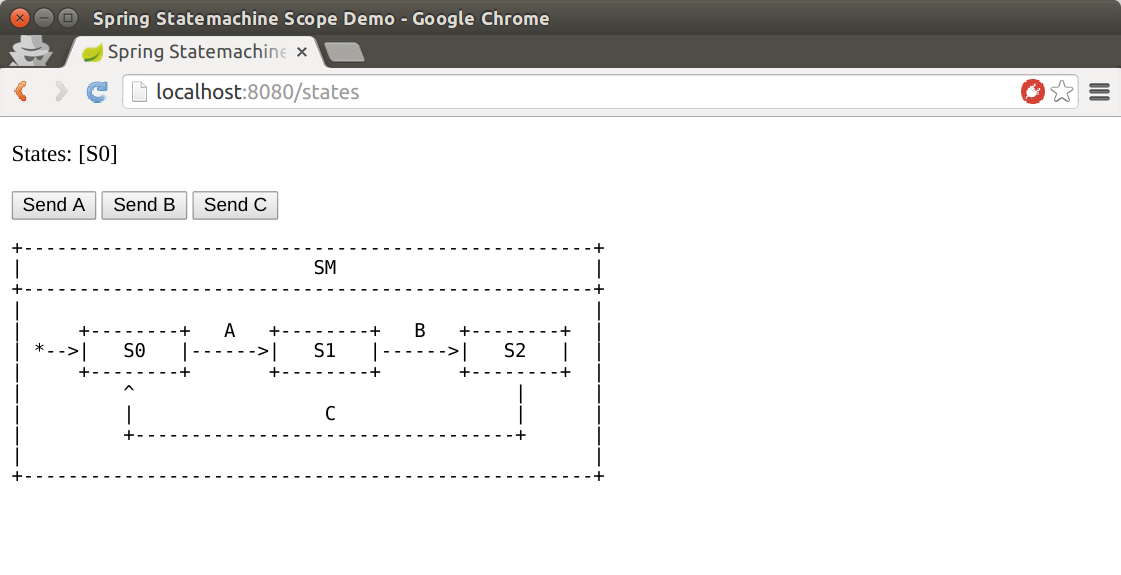 Spring Statemachine Scope Demo - Google Chrome
Spring Statemachine
localhost:8080/states
States: [S0]
Send A Send B Send C
+---------------------------------------------------+
|                          SM                       |
+---------------------------------------------------+
|                                                   |
|     +--------+   A   +--------+   B   +--------+  |
| *-->|   S0   |------>|   S1   |------>|   S2   |  |
|     +--------+       +--------+       +--------+  |
|         ^                                  |      |
|         |                 C                |      |
|         +----------------------------------+      |
|                                                   |
+---------------------------------------------------+